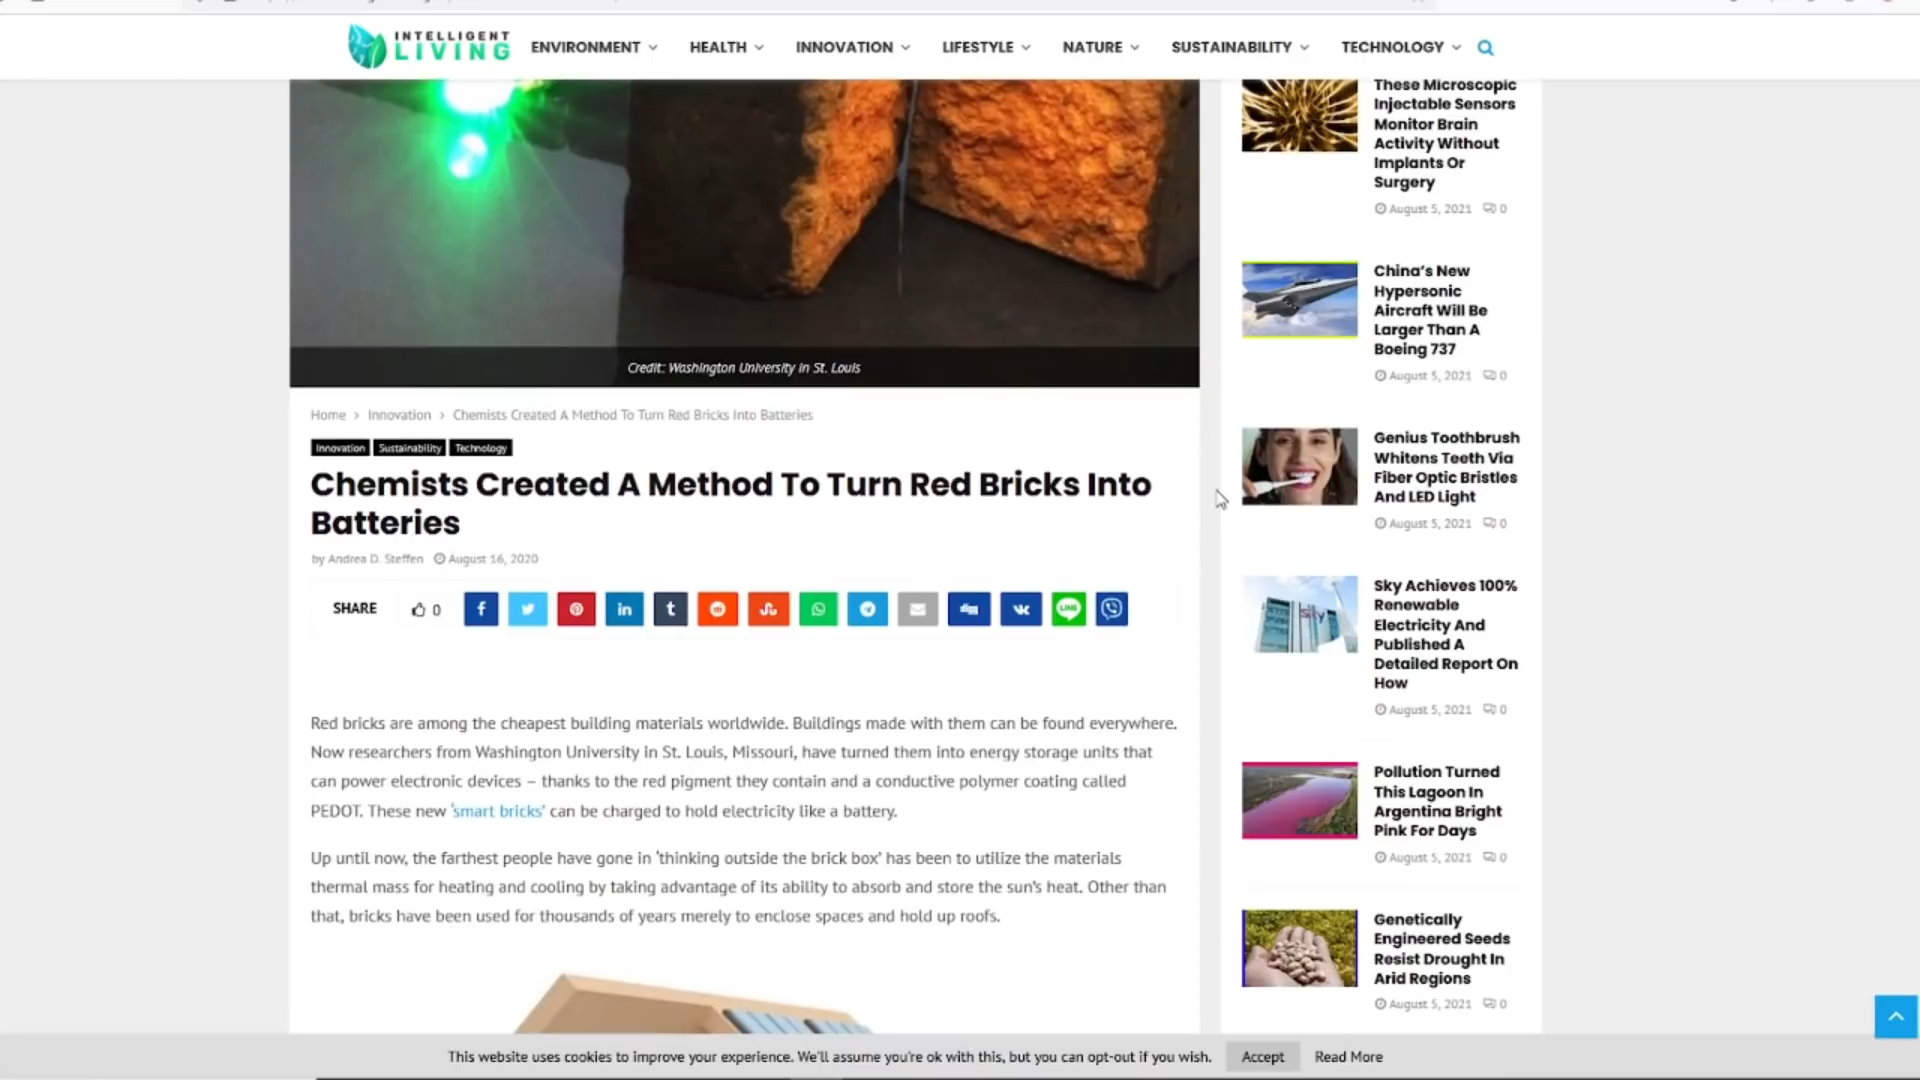 INTELLIGENT
LIVING
ENVIRONMENT
HEALTH
INNOVATION
LIFESTYLE
NATURE
SUSTAINABILITY
TECHNOLOGY
Credit: Washington University in St. Louis
Home > Innovation > Chemists Created A Method To Turn Red Bricks Into Batteries
Innovation Sustainability Technology
Chemists Created A Method To Turn Red Bricks Into
Batteries
by Andrea D. Steffen August 16, 2020
SHARE 0
Red bricks are among the cheapest building materials worldwide. Buildings made with them can be found everywhere.
Now researchers from Washington University in St. Louis, Missouri, have turned them into energy storage units that
can power electronic devices – thanks to the red pigment they contain and a conductive polymer coating called
PEDOT. These new ‘smart bricks’ can be charged to hold electricity like a battery.
Up until now, the farthest people have gone in ‘thinking outside the brick box’ has been to utilize the materials
thermal mass for heating and cooling by taking advantage of its ability to absorb and store the sun's heat. Other than
that, bricks have been used for thousands of years merely to enclose spaces and hold up roofs.
These Microscopic
Injectable Sensors
Monitor Brain
Activity Without
Implants Or
Surgery
August 5, 2021 0
China's New
Hypersonic
Aircraft Will Be
Larger Than A
Boeing 737
August 5, 2021 0
Genius Toothbrush
Whitens Teeth Via
Fiber Optic Bristles
And LED Light
August 5, 2021 0
sky
Sky Achieves 100%
Renewable
Electricity And
Published A
Detailed Report On
How
August 5, 2021 0
Pollution Turned
This Lagoon In
Argentina Bright
Pink For Days
August 5, 2021 0
Genetically
Engineered Seeds
Resist Drought In
Arid Regions
August 5, 2021 0
This website uses cookies to improve your experience. We'll assume you're ok with this, but you can opt-out if you wish. Accept Read More